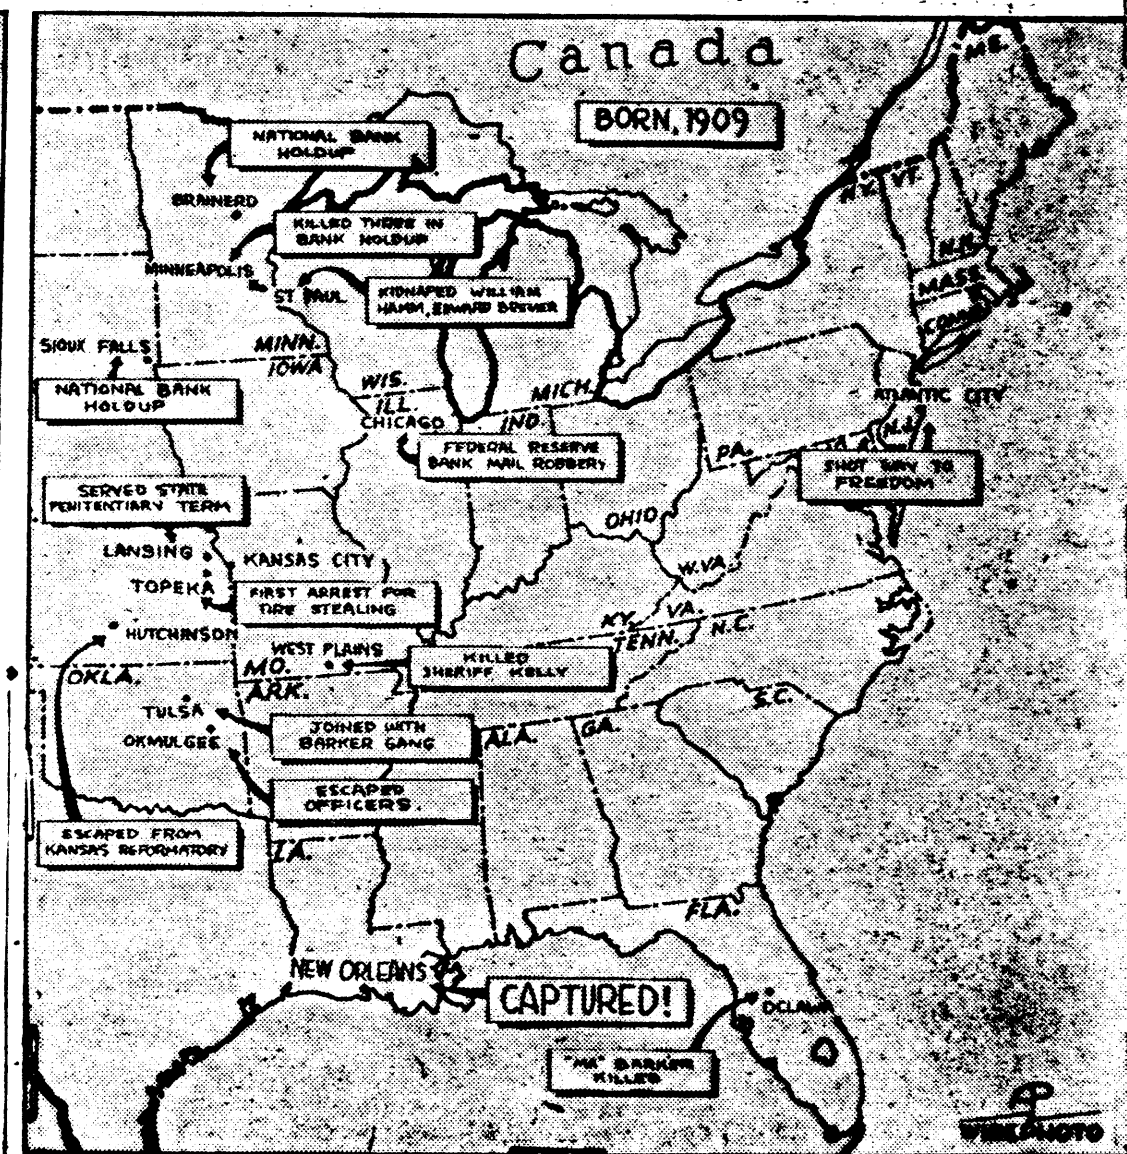 Canada
ME.
BORN, 1909
NATIONAL BANK
HOLDUP
N.Y.
VT.
BRAINERD
KILLED THREE IN
BANK HOLDUP
N.H.
MINNEAPOLIS
ST PAUL
KIDNAPED WILLIAM
HAMM, EDWARD BREMER
MASS.
CONN.
SIOUX FALLS
MINN.
IOWA
NATIONAL BANK
HOLDUP
WIS.
ILL.
MICH.
IND.
CHICAGO
ATLANTIC CITY
N.J.
FEDERAL RESERVE
BANK MAIL ROBBERY
PA.
SHOT WAY TO
FREEDOM
SERVED STATE
PENITENTIARY TERM
OHIO
LANSING
KANSAS CITY
W.VA.
TOPEKA
FIRST ARREST FOR
TIRE STEALING
HUTCHINSON
KY.
VA.
TENN.
N.C.
WEST PLAINS
KILLED
SHERIFF KELLY
OKLA.
MO.
ARK.
S.C.
TULSA
JOINED WITH
BARKER GANG
ALA.
GA.
OKMULGEE
ESCAPED
OFFICERS.
ESCAPED FROM
KANSAS REFORMATORY
LA.
FLA.
NEW ORLEANS
CAPTURED!
"MA" BARKER
KILLED
AP
WIREPHOTO